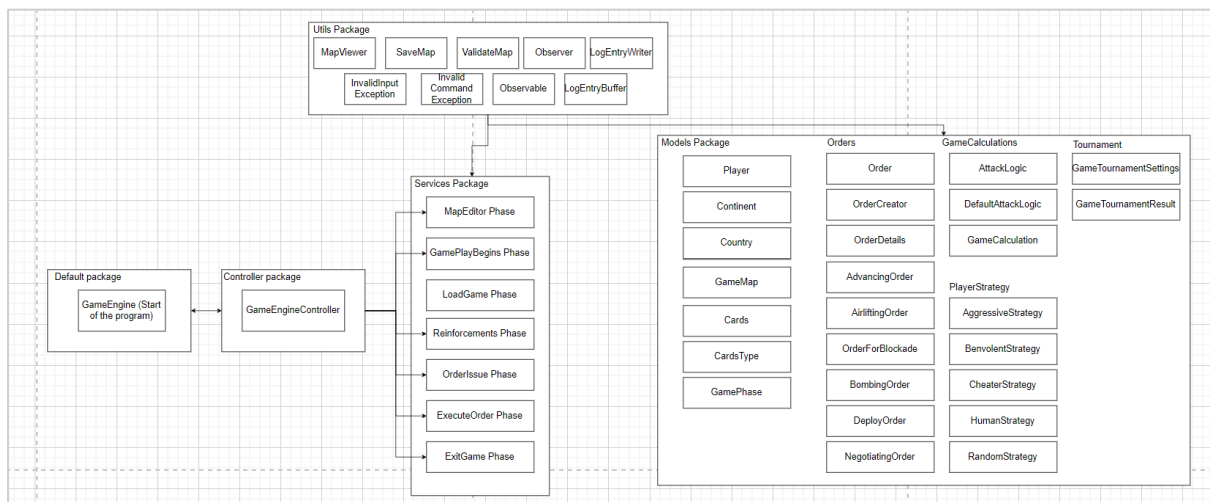 Utils Package
MapViewer
SaveMap
ValidateMap
Observer
LogEntryWriter
InvalidInput
Exception
Invalid
Command
Exception
Observable
LogEntryBuffer
Default package
GameEngine (Start
of the program)
Controller package
GameEngineController
Services Package
MapEditor Phase
GamePlayBegins Phase
LoadGame Phase
Reinforcements Phase
OrderIssue Phase
ExecuteOrder Phase
ExitGame Phase
Models Package
Player
Continent
Country
GameMap
Cards
CardsType
GamePhase
Orders
Order
OrderCreator
OrderDetails
AdvancingOrder
AirliftingOrder
OrderForBlockade
BombingOrder
DeployOrder
NegotiatingOrder
GameCalculations
AttackLogic
DefaultAttackLogic
GameCalculation
PlayerStrategy
AggressiveStrategy
BenvolentStrategy
CheaterStrategy
HumanStrategy
RandomStrategy
Tournament
GameTournamentSettings
GameTournamentResult